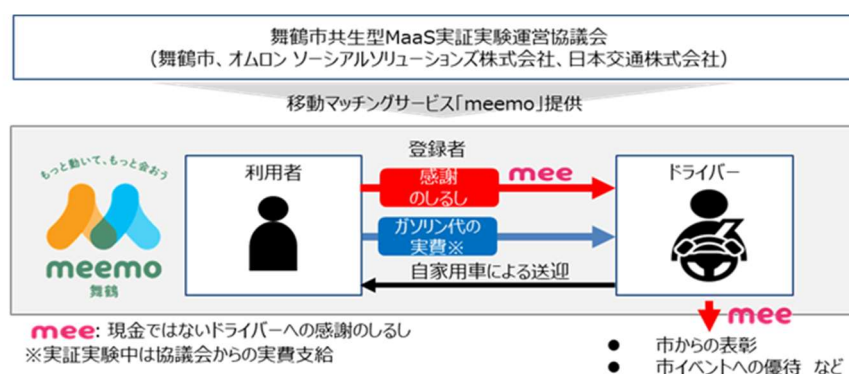 舞鶴市共生型MaaS実証実験運営協議会
(舞鶴市、オムロン ソーシアルソリューションズ株式会社、日本交通株式会社)
移動マッチングサービス「meemo」提供
登録者
もっと動いて、もっと会おう
meemo
舞鶴
利用者
感謝
のしるし
mee
ガソリン代の
実費※
自家用車による送迎
ドライバー
mee
mee: 現金ではないドライバーへの感謝のしるし
※実証実験中は協議会からの実費支給
● 市からの表彰
● 市イベントへの優待 など